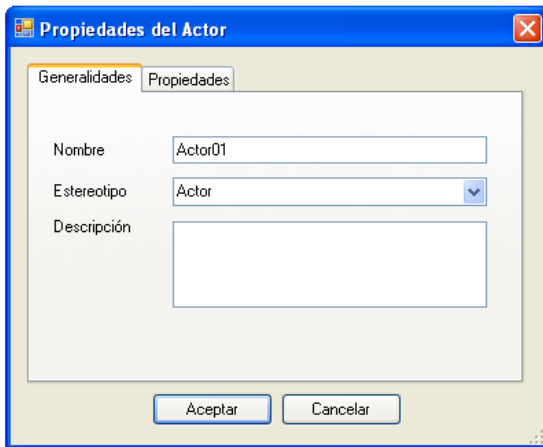 Propiedades del Actor
Generalidades Propiedades
Nombre Actor01
Estereotipo Actor
Descripción
Aceptar Cancelar